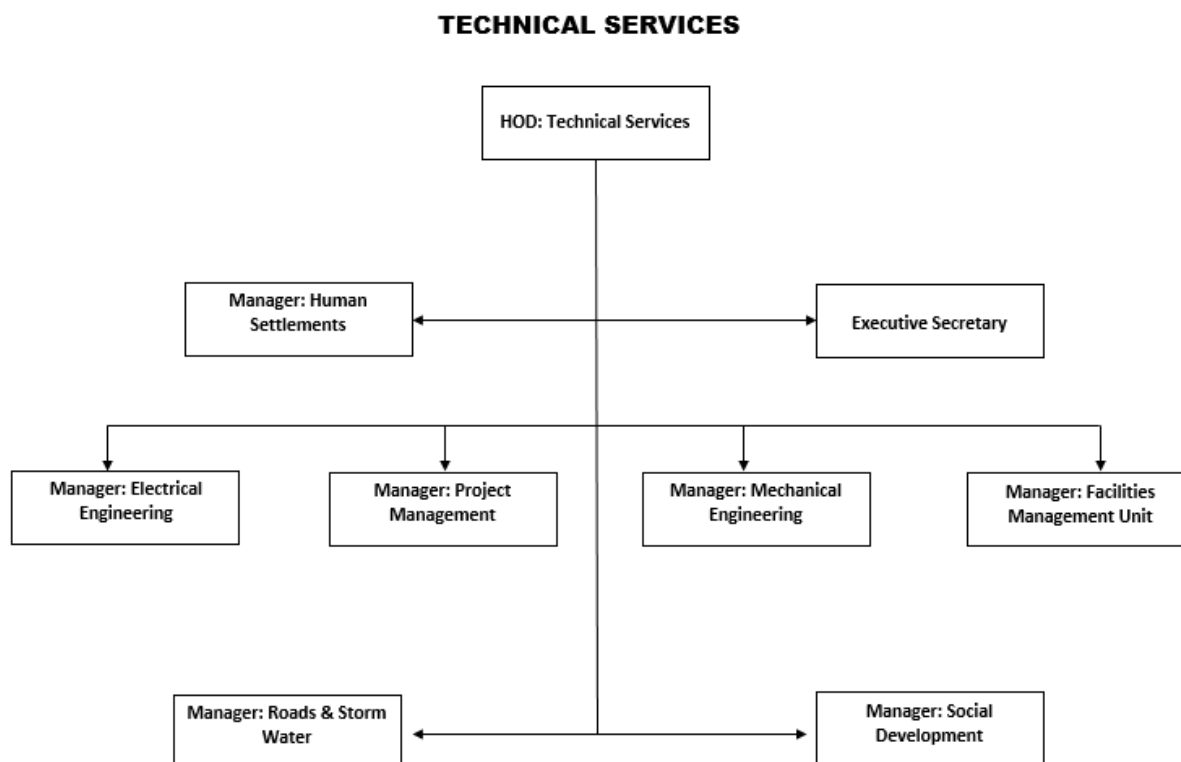 TECHNICAL SERVICES
HOD: Technical Services
Manager: Human
Settlements
Executive Secretary
Manager: Electrical
Engineering
Manager: Project
Management
Manager: Mechanical
Engineering
Manager: Facilities
Management Unit
Manager: Roads & Storm
Water
Manager: Social
Development